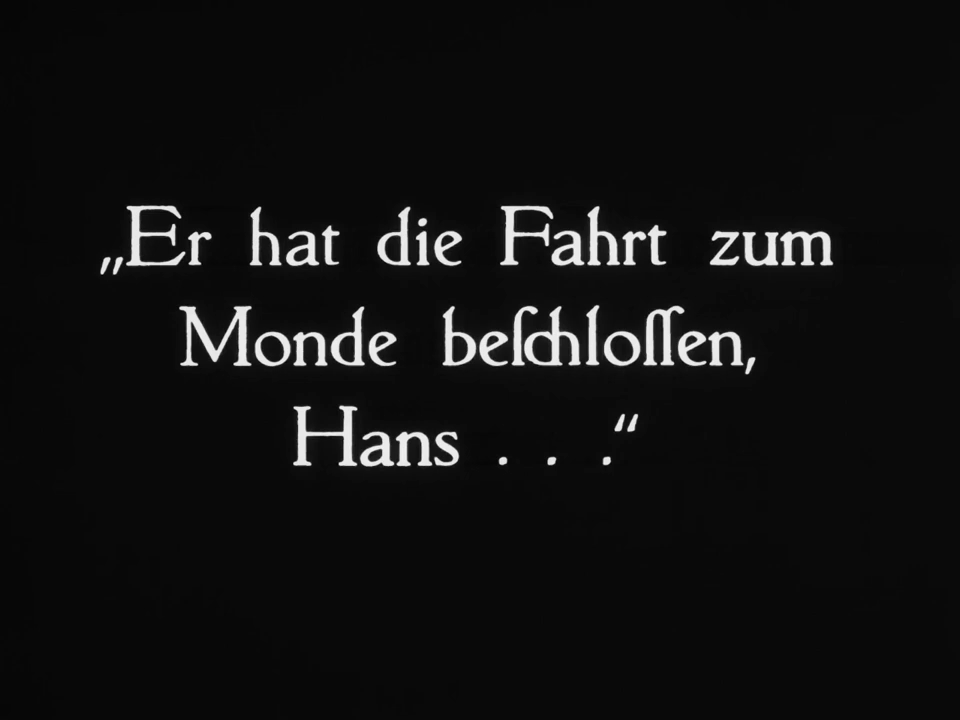 „Er hat die Fahrt zum
Monde beſchloſſen,
Hans . . .“